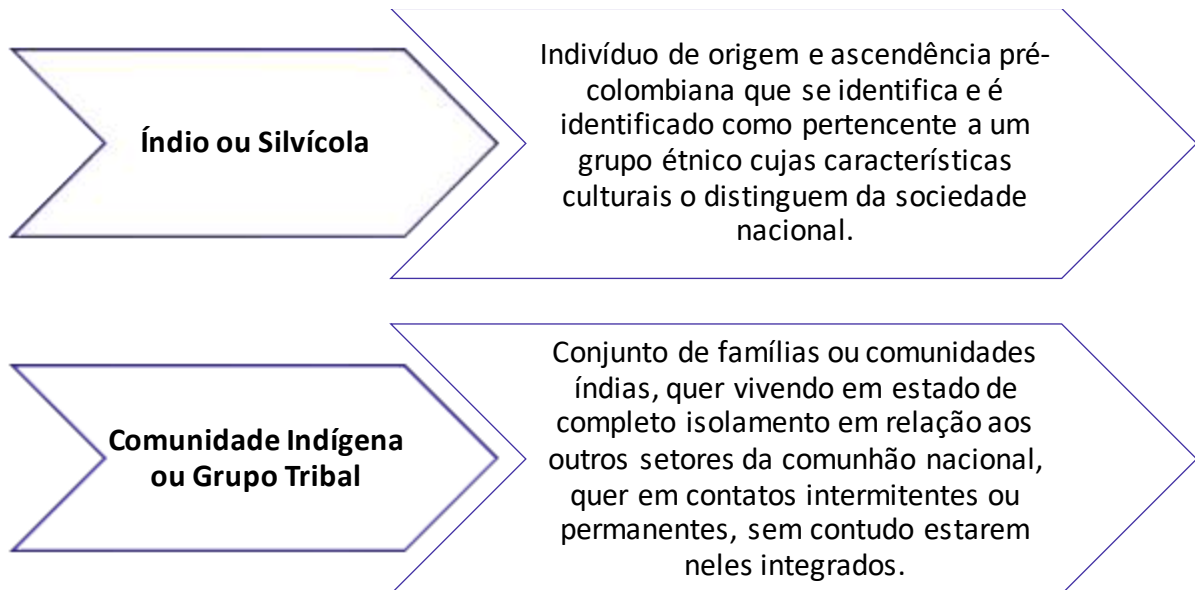 Índio ou Silvícola
Indivíduo de origem e ascendência pré-
colombiana que se identifica e é
identificado como pertencente a um
grupo étnico cujas características
culturais o distinguem da sociedade
nacional.
Comunidade Indígena
ou Grupo Tribal
Conjunto de famílias ou comunidades
índias, quer vivendo em estado de
completo isolamento em relação aos
outros setores da comunhão nacional,
quer em contatos intermitentes ou
permanentes, sem contudo estarem
neles integrados.